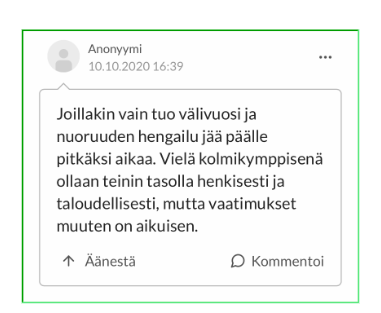 Anonyymi
10.10.2020 16:39
Joillakin vain tuo välivuosi ja
nuoruuden hengailu jää päälle
pitkäksi aikaa. Vielä kolmikymppisenä
ollaan teinin tasolla henkisesti ja
taloudellisesti, mutta vaatimukset
muuten on aikuisen.
Äänestä
Kommentoi